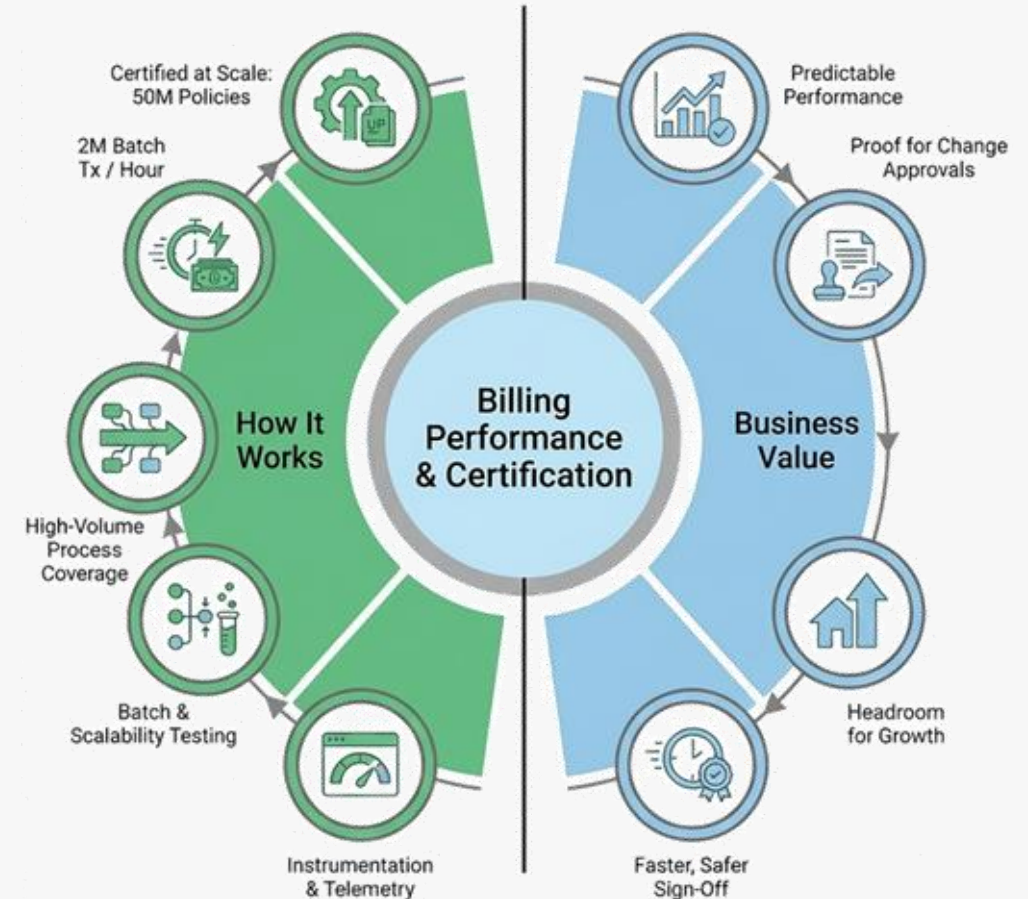 Certified at Scale:
50M Policies
2M Batch
Tx / Hour
UP
High-Volume
Process
Coverage
Batch &
Scalability Testing
Instrumentation
& Telemetry
How It
Works
Billing
Performance
& Certification
Business
Value
Predictable
Performance
Proof for Change
Approvals
Headroom
for Growth
Faster, Safer
Sign-Off